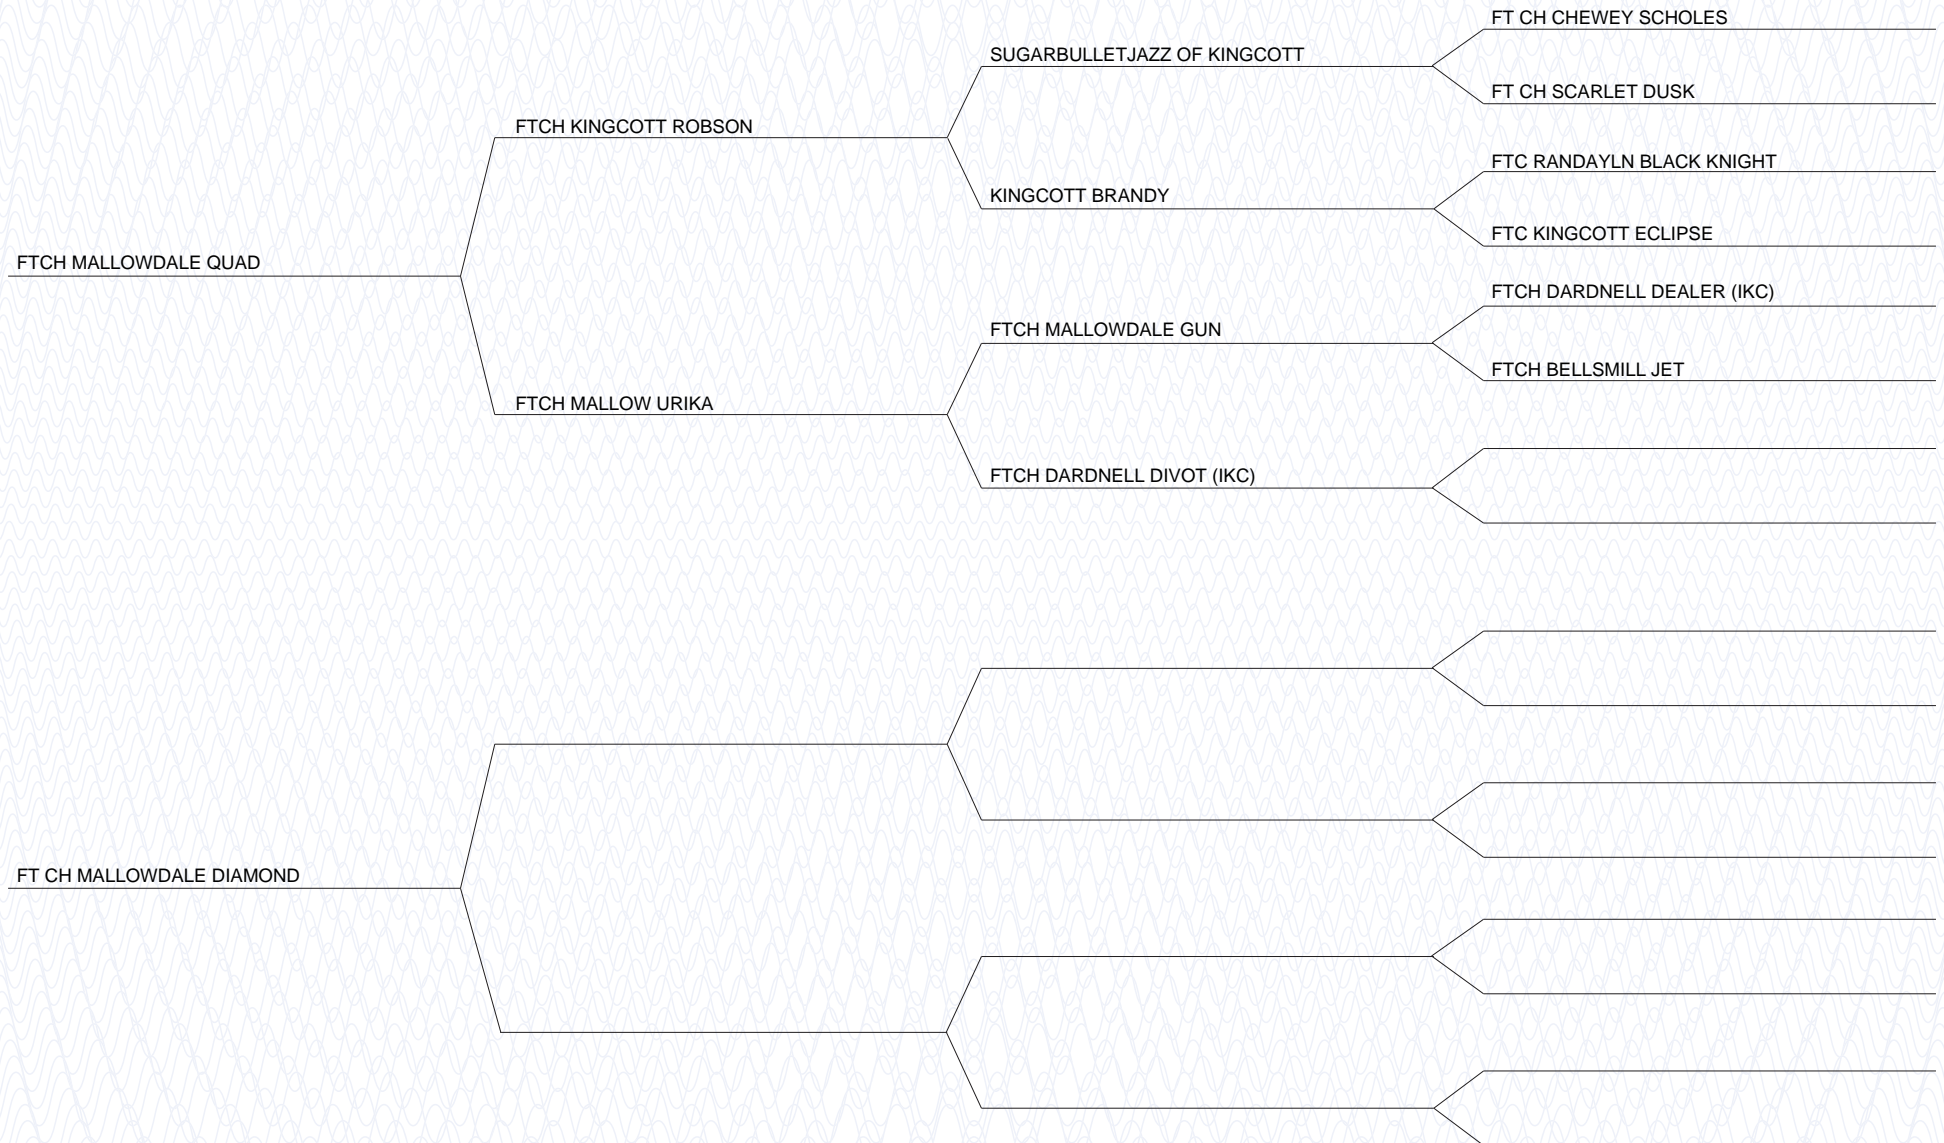 FT CH CHEWEY SCHOLES
SUGARBULLETJAZZ OF KINGCOTT
FT CH SCARLET DUSK
FTCH KINGCOTT ROBSON
FTC RANDAYLN BLACK KNIGHT
KINGCOTT BRANDY
FTC KINGCOTT ECLIPSE
FTCH MALLOWDALE QUAD
FTCH DARDNELL DEALER (IKC)
FTCH MALLOWDALE GUN
FTCH BELLSMILL JET
FTCH MALLOW URIKA
FTCH DARDNELL DIVOT (IKC)
FT CH MALLOWDALE DIAMOND